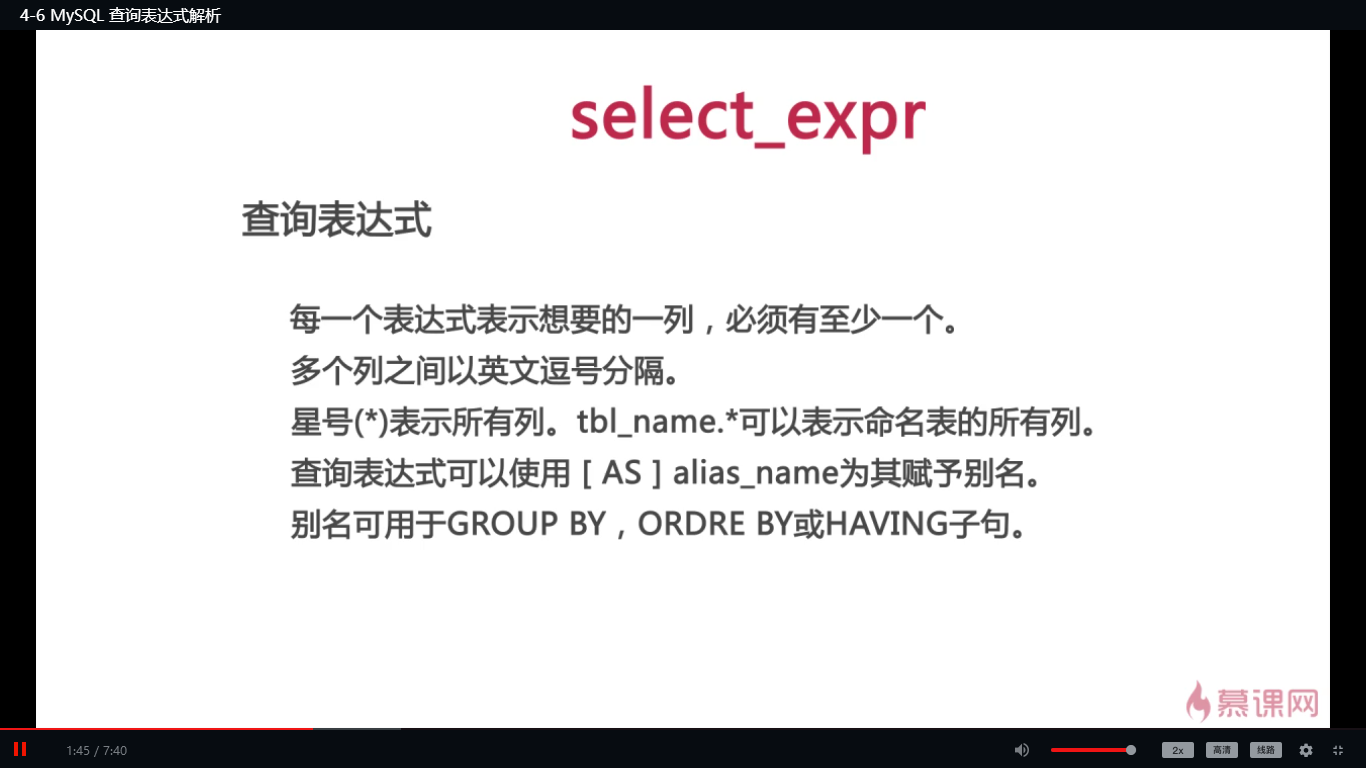 4-6 MySQL 查询表达式解析
select_expr
查询表达式
每一个表达式表示想要的一列，必须有至少一个。
多个列之间以英文逗号分隔。
星号(*)表示所有列。tbl_name.*可以表示命名表的所有列。
查询表达式可以使用 [ AS ] alias_name为其赋予别名。
别名可用于GROUP BY，ORDRE BY或HAVING子句。
慕课网
1:45 / 7:40
2x
高清
线路